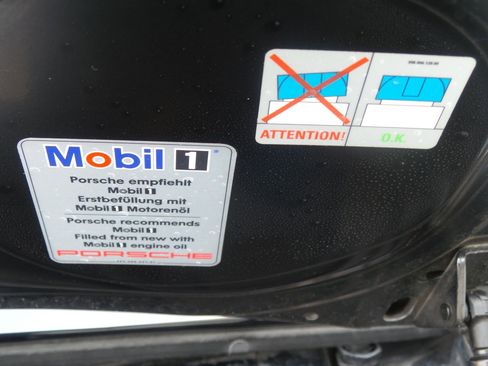 Mobil 1
Porsche empfiehlt
Mobil 1
Erstbefüllung mit
Mobil 1 Motorenöl
Porsche recommends
Mobil 1
Filled from new with
Mobil 1 engine oil
PORSCHE
ATTENTION!
O.K.